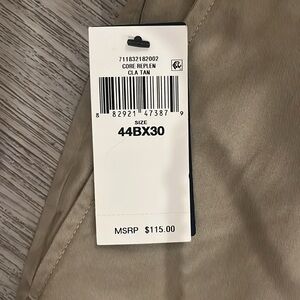 711832182002
CORE REPLEN
CLA TAN
8 82921 47387 9
SIZE
44BX30
MSRP $115.00